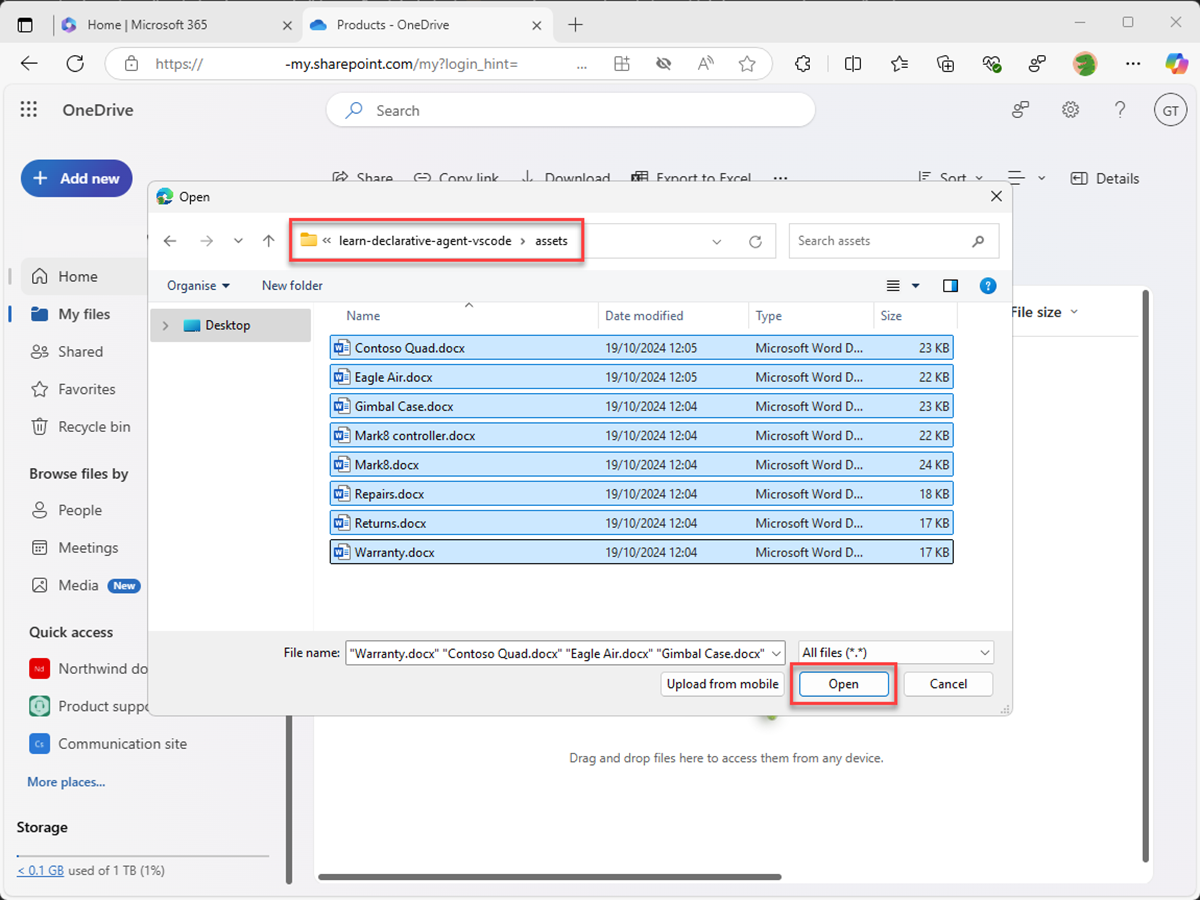 Home | Microsoft 365
Products - OneDrive
https://
-my.sharepoint.com/my?login_hint=
...
OneDrive
Search
GT
Add new
Share
Copy link
Download
Export to Excel
Sort
Details
Open
« learn-declarative-agent-vscode > assets
Search assets
Organise
New folder
Home
My files
Shared
Favorites
Recycle bin
Browse files by
People
Meetings
Media New
Quick access
Nd Northwind do
Product suppo
Cs Communication site
More places...
Storage
< 0.1 GB used of 1 TB (1%)
Desktop
Name Date modified Type Size
File size
Contoso Quad.docx 19/10/2024 12:05 Microsoft Word D... 23 KB
Eagle Air.docx 19/10/2024 12:05 Microsoft Word D... 22 KB
Gimbal Case.docx 19/10/2024 12:04 Microsoft Word D... 23 KB
Mark8 controller.docx 19/10/2024 12:04 Microsoft Word D... 22 KB
Mark8.docx 19/10/2024 12:04 Microsoft Word D... 24 KB
Repairs.docx 19/10/2024 12:04 Microsoft Word D... 18 KB
Returns.docx 19/10/2024 12:04 Microsoft Word D... 17 KB
Warranty.docx 19/10/2024 12:04 Microsoft Word D... 17 KB
File name: "Warranty.docx" "Contoso Quad.docx" "Eagle Air.docx" "Gimbal Case.docx"
All files (*.*)
Upload from mobile
Open
Cancel
Drag and drop files here to access them from any device.